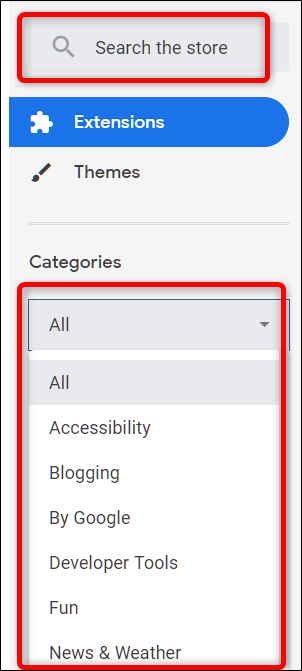 Search the store
Extensions
Themes
Categories
All
All
Accessibility
Blogging
By Google
Developer Tools
Fun
News & Weather